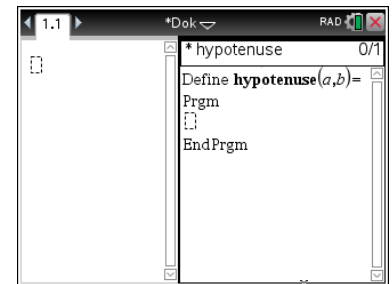 1.1 *Dok RAD
* hypotenuse 0/1
Define hypotenuse(a,b)=
Prgm
EndPrgm